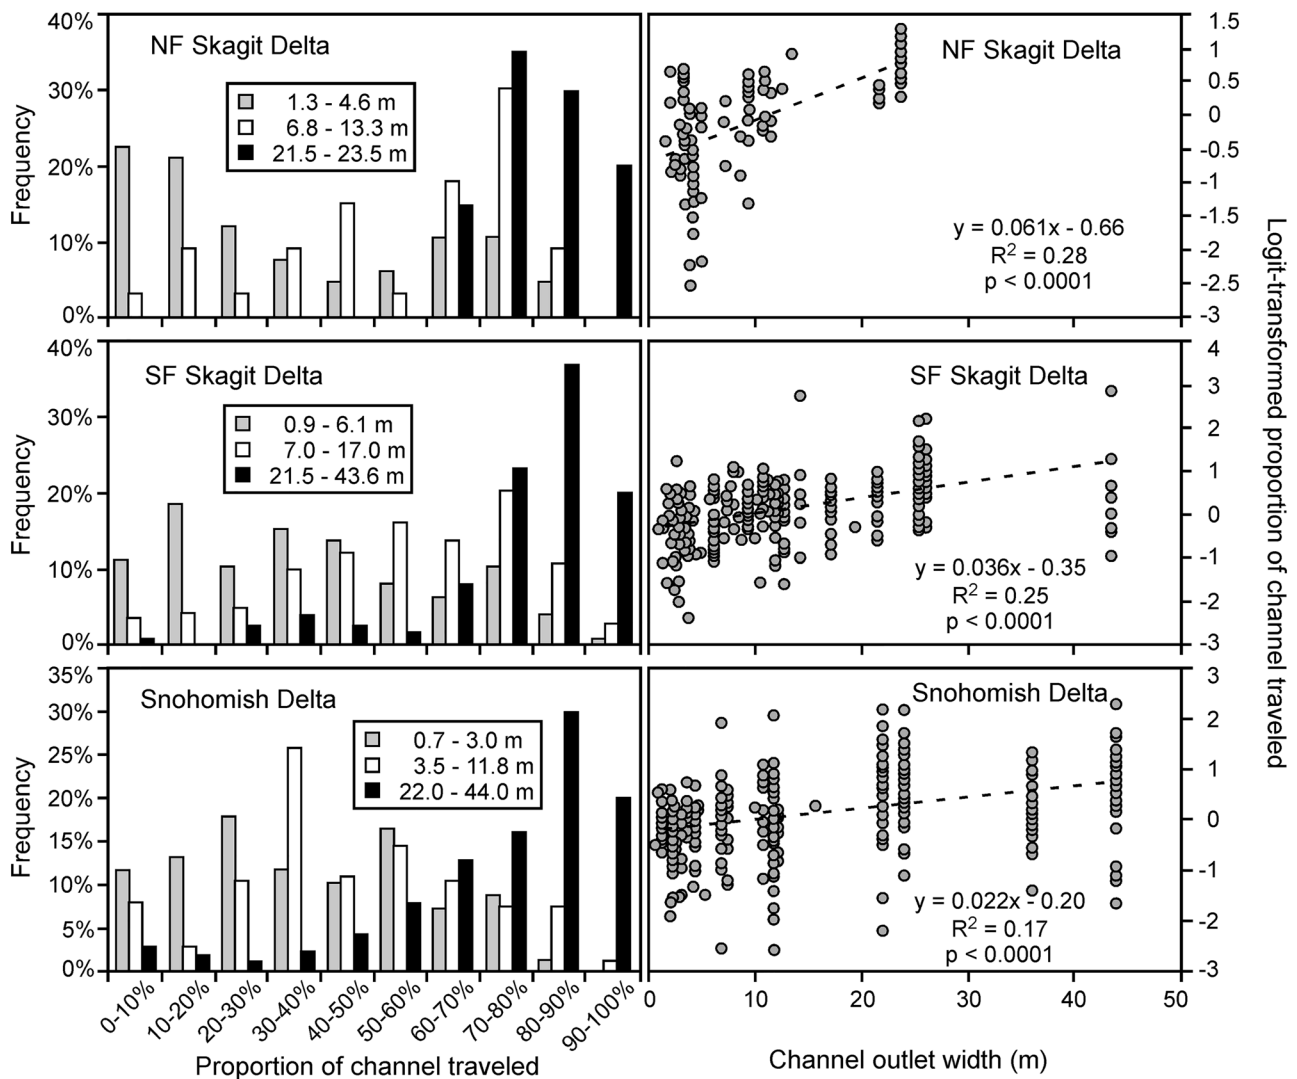 40%
30%
20%
10%
0%
Frequency
NF Skagit Delta
1.3 - 4.6 m
6.8 - 13.3 m
21.5 - 23.5 m
NF Skagit Delta
y = 0.061x - 0.66
R² = 0.28
p < 0.0001
1.5
1
0.5
0
-0.5
-1
-1.5
-2
-2.5
-3
40%
30%
20%
10%
0%
Frequency
SF Skagit Delta
0.9 - 6.1 m
7.0 - 17.0 m
21.5 - 43.6 m
SF Skagit Delta
y = 0.036x - 0.35
R² = 0.25
p < 0.0001
4
3
2
1
0
-1
-2
-3
Logit-transformed proportion of channel traveled
35%
30%
25%
20%
15%
10%
5%
0%
Frequency
Snohomish Delta
0.7 - 3.0 m
3.5 - 11.8 m
22.0 - 44.0 m
Snohomish Delta
y = 0.022x - 0.20
R² = 0.17
p < 0.0001
3
2
1
0
-1
-2
-3
0-10%
10-20%
20-30%
30-40%
40-50%
50-60%
60-70%
70-80%
80-90%
90-100%
Proportion of channel traveled
0
10
20
30
40
50
Channel outlet width (m)